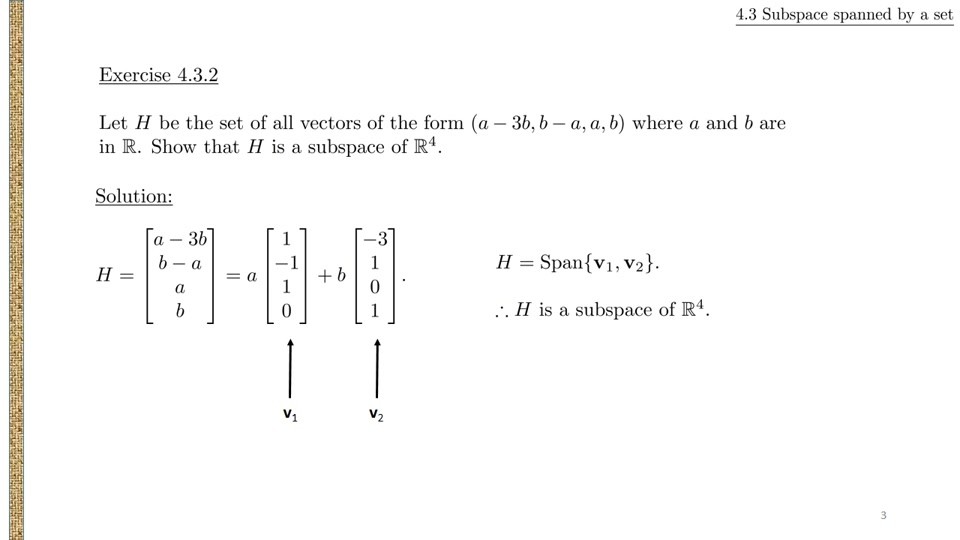 4.3 Subspace spanned by a set
Exercise 4.3.2
Let H be the set of all vectors of the form (a − 3b, b − a, a, b) where a and b are
in ℝ. Show that H is a subspace of ℝ⁴.
Solution:
H = [a − 3b; b − a; a; b] = a [1; −1; 1; 0] + b [−3; 1; 0; 1].
H = Span{v₁, v₂}.
∴ H is a subspace of ℝ⁴.
v₁ v₂
3